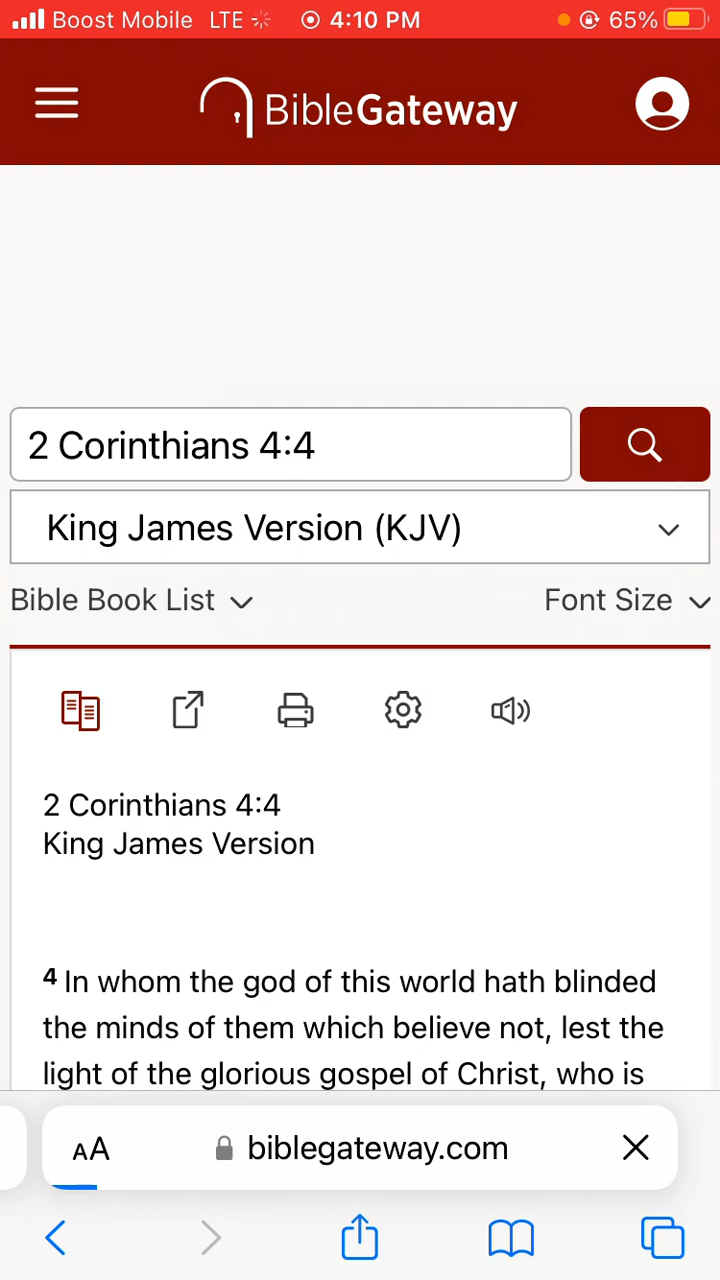 Boost Mobile LTE 4:10 PM 65%
BibleGateway
2 Corinthians 4:4
King James Version (KJV)
Bible Book List Font Size
2 Corinthians 4:4
King James Version
4 In whom the god of this world hath blinded
the minds of them which believe not, lest the
light of the glorious gospel of Christ, who is
AA biblegateway.com